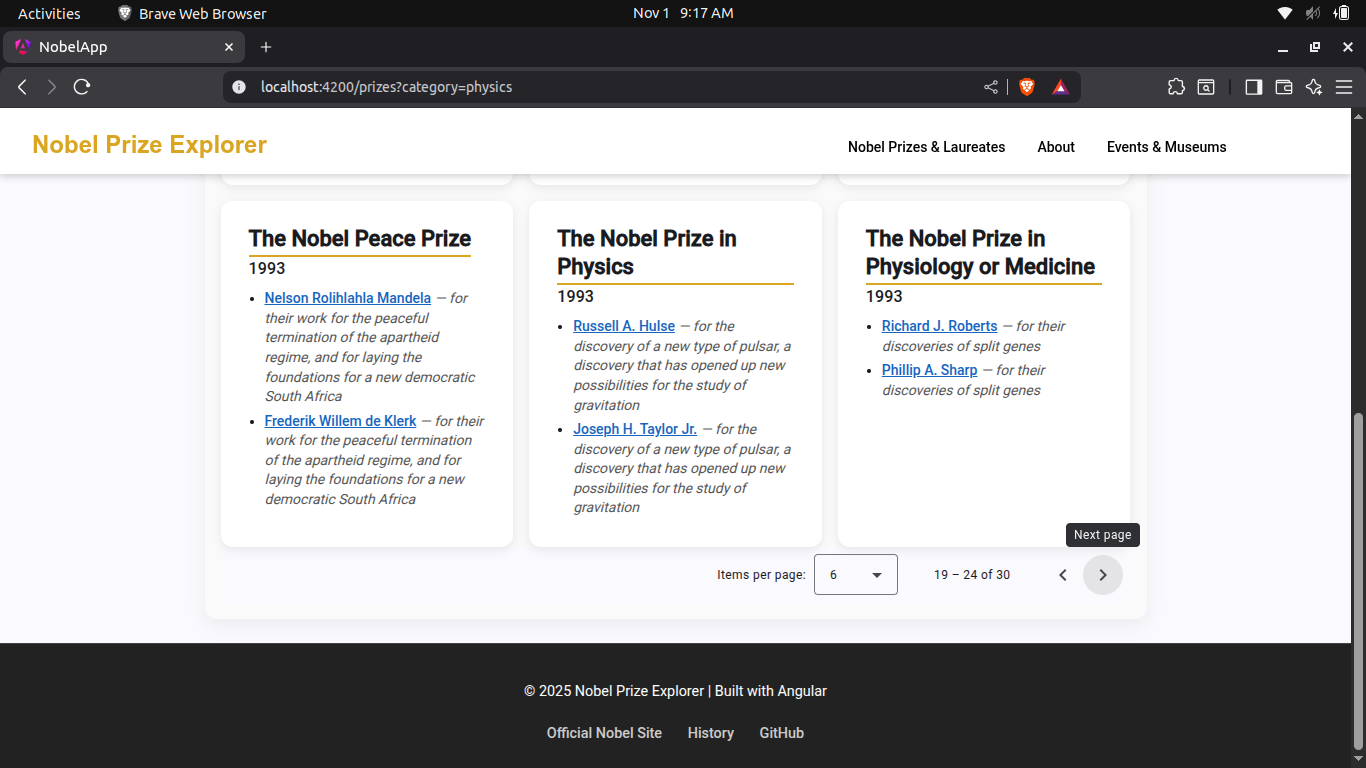 Activities
Brave Web Browser
Nov 1 9:17 AM
NobelApp
localhost:4200/prizes?category=physics
Nobel Prize Explorer
Nobel Prizes & Laureates
About
Events & Museums
The Nobel Peace Prize
1993
Nelson Rolihlahla Mandela — for
their work for the peaceful
termination of the apartheid
regime, and for laying the
foundations for a new democratic
South Africa
Frederik Willem de Klerk — for their
work for the peaceful termination
of the apartheid regime, and for
laying the foundations for a new
democratic South Africa
The Nobel Prize in
Physics
1993
Russell A. Hulse — for the
discovery of a new type of pulsar, a
discovery that has opened up new
possibilities for the study of
gravitation
Joseph H. Taylor Jr. — for the
discovery of a new type of pulsar, a
discovery that has opened up new
possibilities for the study of
gravitation
The Nobel Prize in
Physiology or Medicine
1993
Richard J. Roberts — for their
discoveries of split genes
Phillip A. Sharp — for their
discoveries of split genes
Next page
Items per page:
6
19 – 24 of 30
© 2025 Nobel Prize Explorer | Built with Angular
Official Nobel Site
History
GitHub